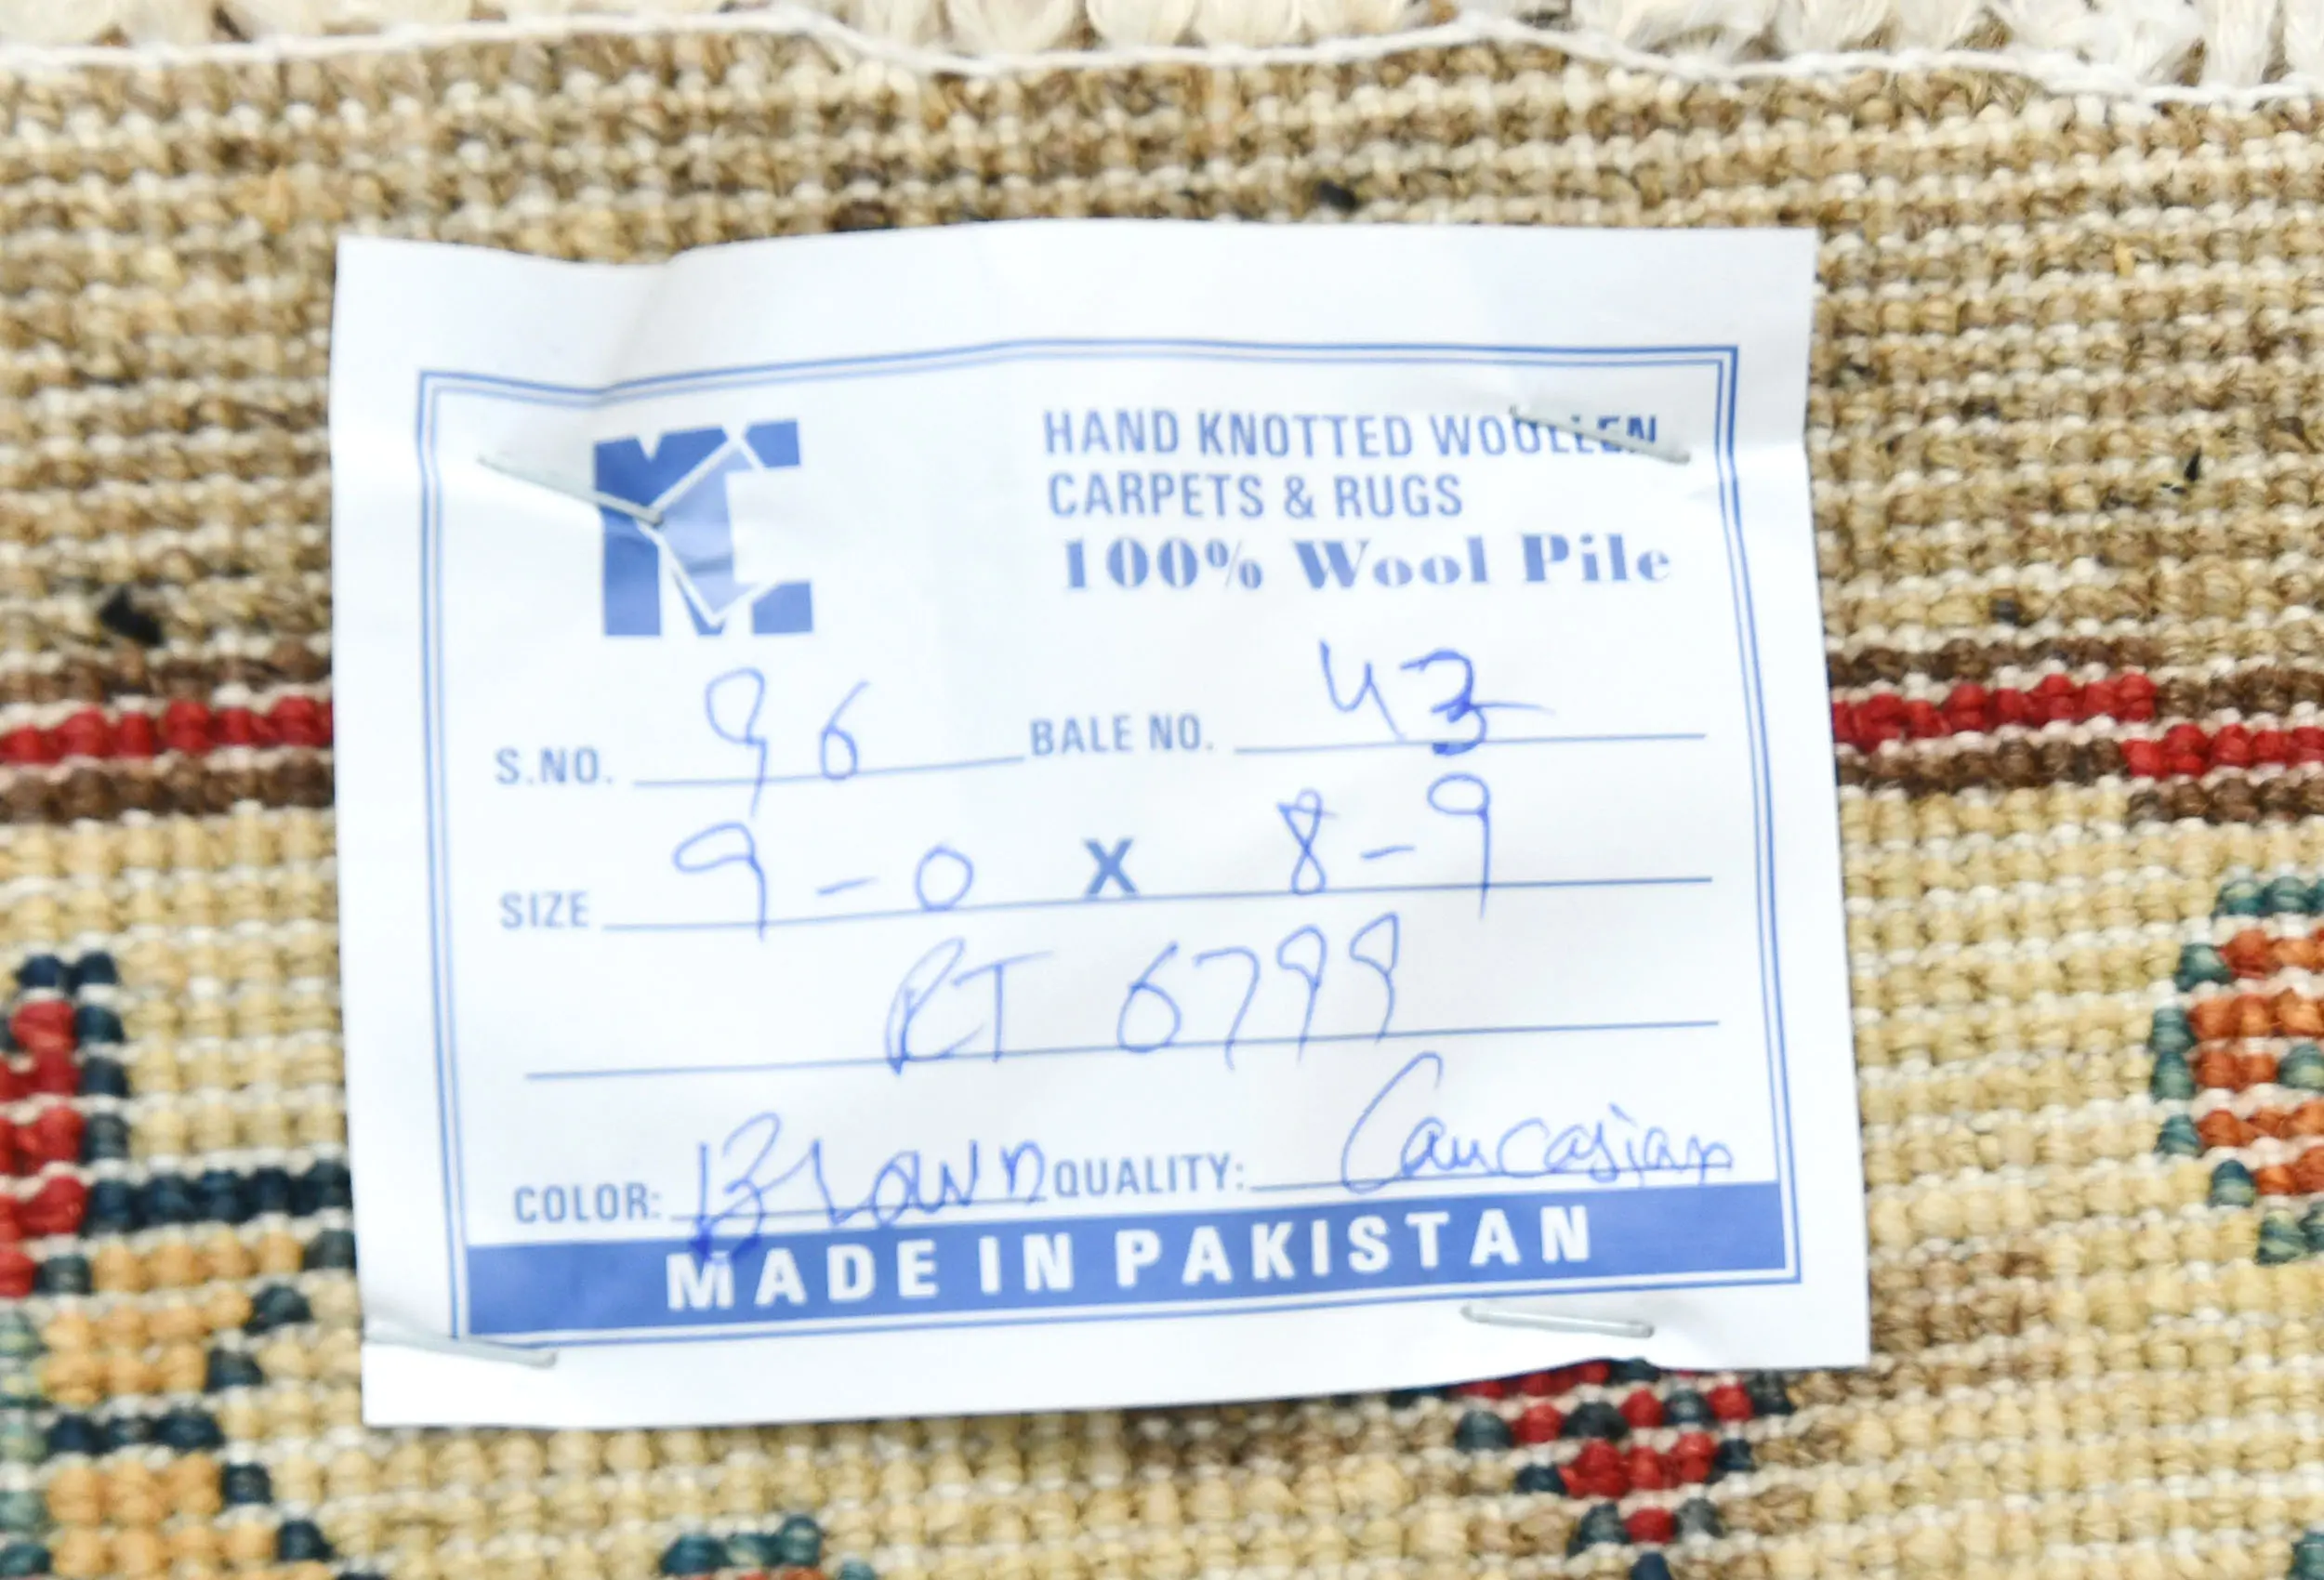 MC
HAND KNOTTED WOOLLEN
CARPETS & RUGS
100% Wool Pile
S.NO. 96 BALE NO. 43
SIZE 9-0 X 8-9
RT 6799
COLOR: Brown QUALITY: Caucasian
MADE IN PAKISTAN